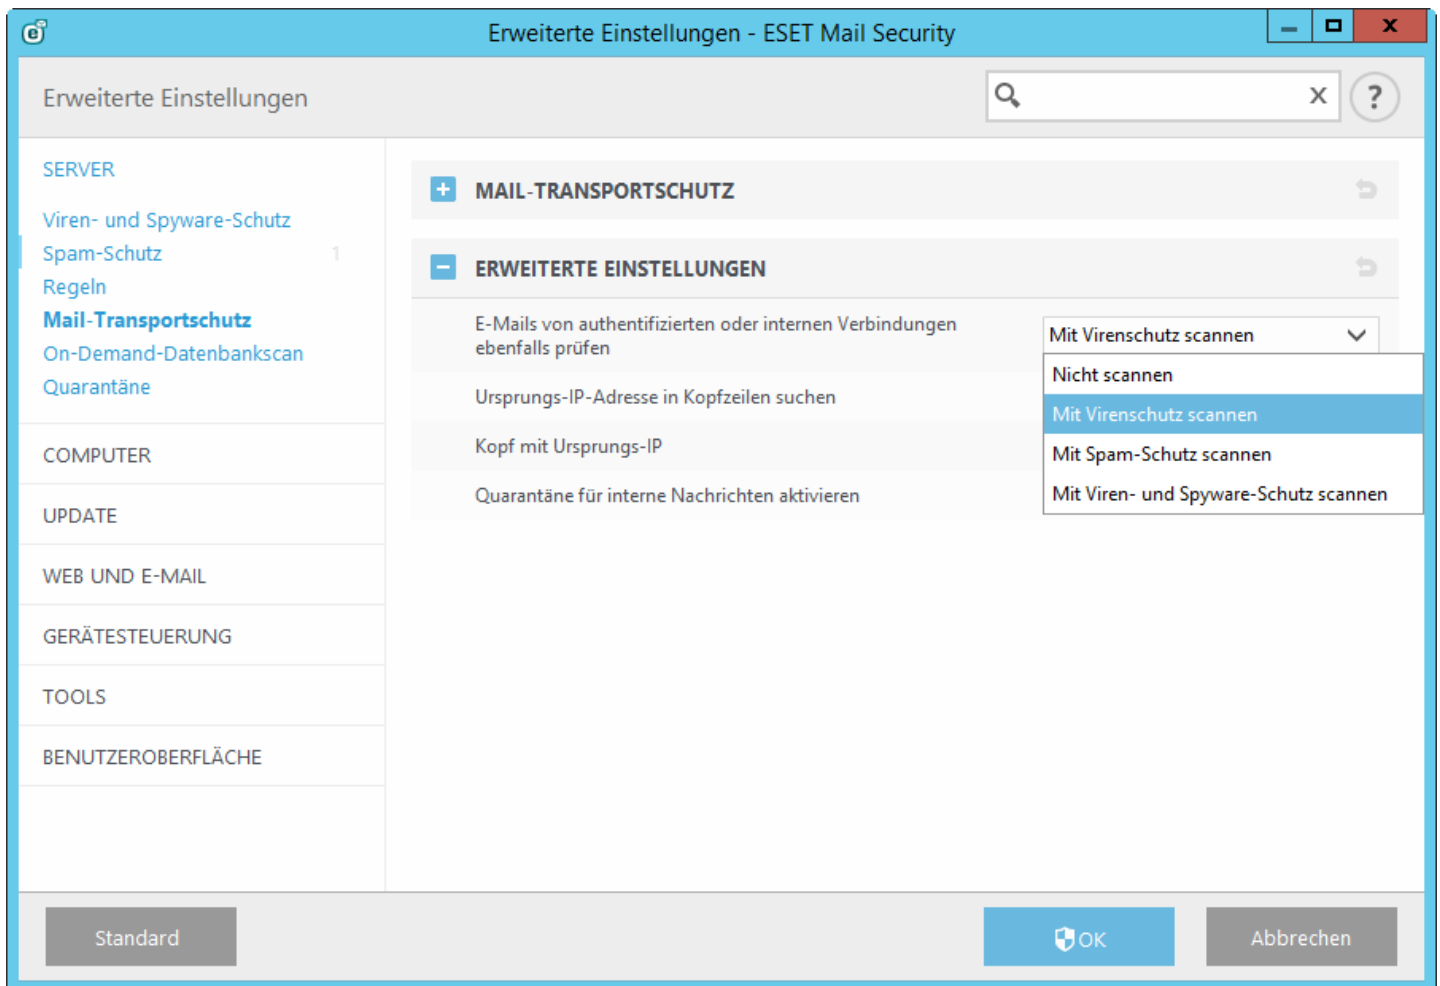 Erweiterte Einstellungen - ESET Mail Security
Erweiterte Einstellungen
SERVER
Viren- und Spyware-Schutz
Spam-Schutz 1
Regeln
Mail-Transportschutz
On-Demand-Datenbankscan
Quarantäne
COMPUTER
UPDATE
WEB UND E-MAIL
GERÄTESTEUERUNG
TOOLS
BENUTZEROBERFLÄCHE
MAIL-TRANSPORTSCHUTZ
ERWEITERTE EINSTELLUNGEN
E-Mails von authentifizierten oder internen Verbindungen
ebenfalls prüfen
Mit Virenschutz scannen
Nicht scannen
Mit Virenschutz scannen
Mit Spam-Schutz scannen
Mit Viren- und Spyware-Schutz scannen
Ursprungs-IP-Adresse in Kopfzeilen suchen
Kopf mit Ursprungs-IP
Quarantäne für interne Nachrichten aktivieren
Standard
OK
Abbrechen